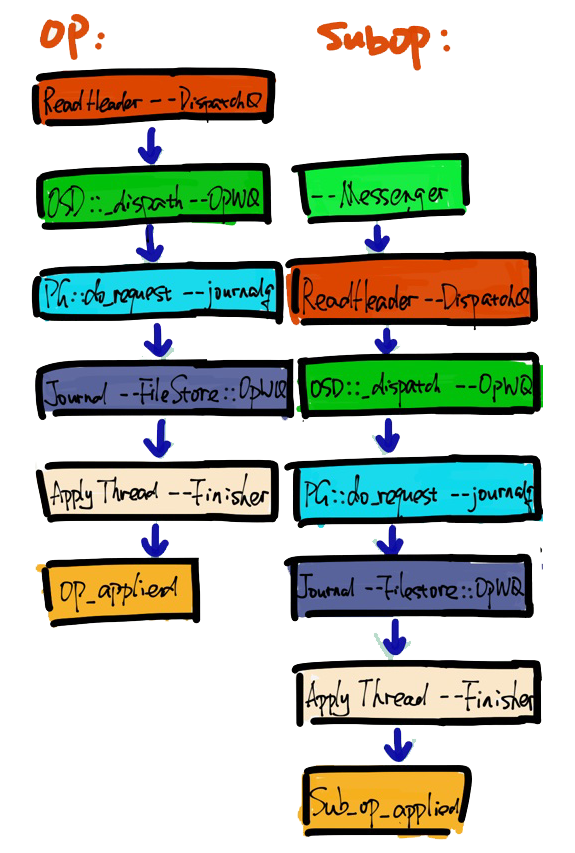 OP:
ReadHeader --DispatchQ
OSD::_dispath --OpWQ
PG::do_request --journalq
Journal --FileStore::OpWQ
Apply Thread --Finisher
op_applied
SubOp:
--Messenger
ReadHeader --DispatchQ
OSD::_dispatch --OpWQ
PG::do_request --journalq
Journal --Filestore::OpWQ
Apply Thread --Finisher
Sub_op_applied